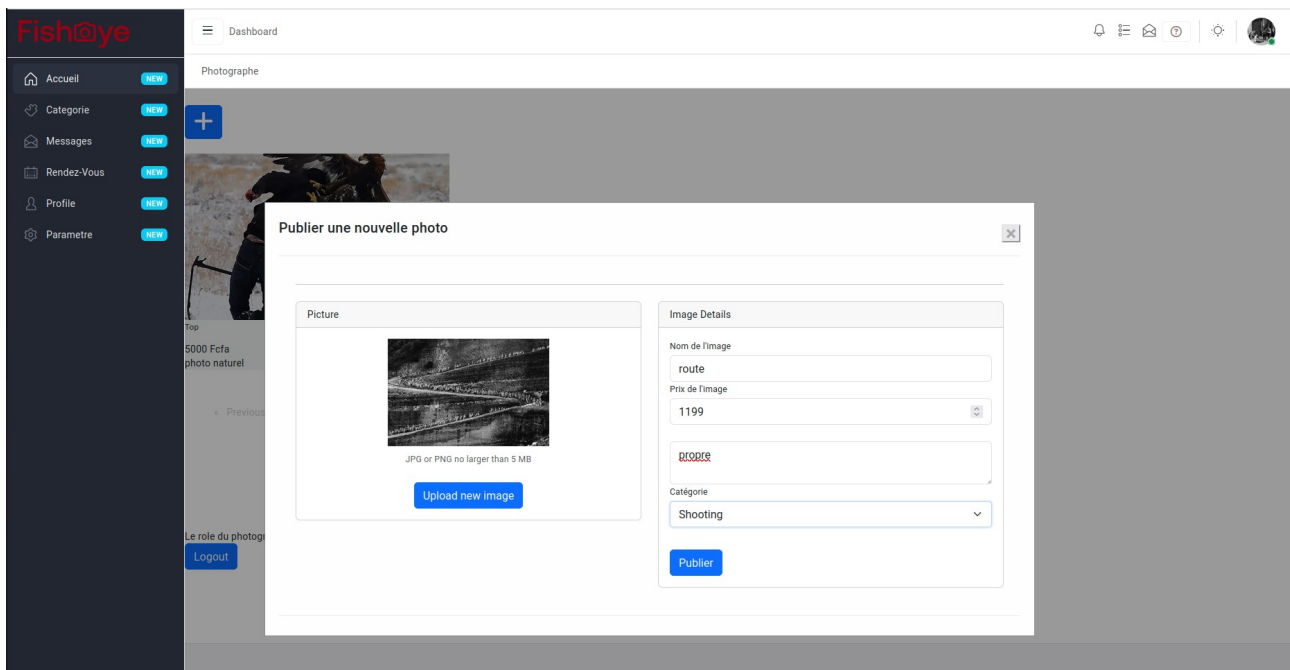 Fisheye
Dashboard
Photographe
Accueil NEW
Categorie NEW
Messages NEW
Rendez-Vous NEW
Profile NEW
Parametre NEW
Top
5000 Fcfa
photo naturel
« Previous
Le role du photogr
Logout
Publier une nouvelle photo
Picture
JPG or PNG no larger than 5 MB
Upload new image
Image Details
Nom de l'image
route
Prix de l'image
1199
propre
Catégorie
Shooting
Publier